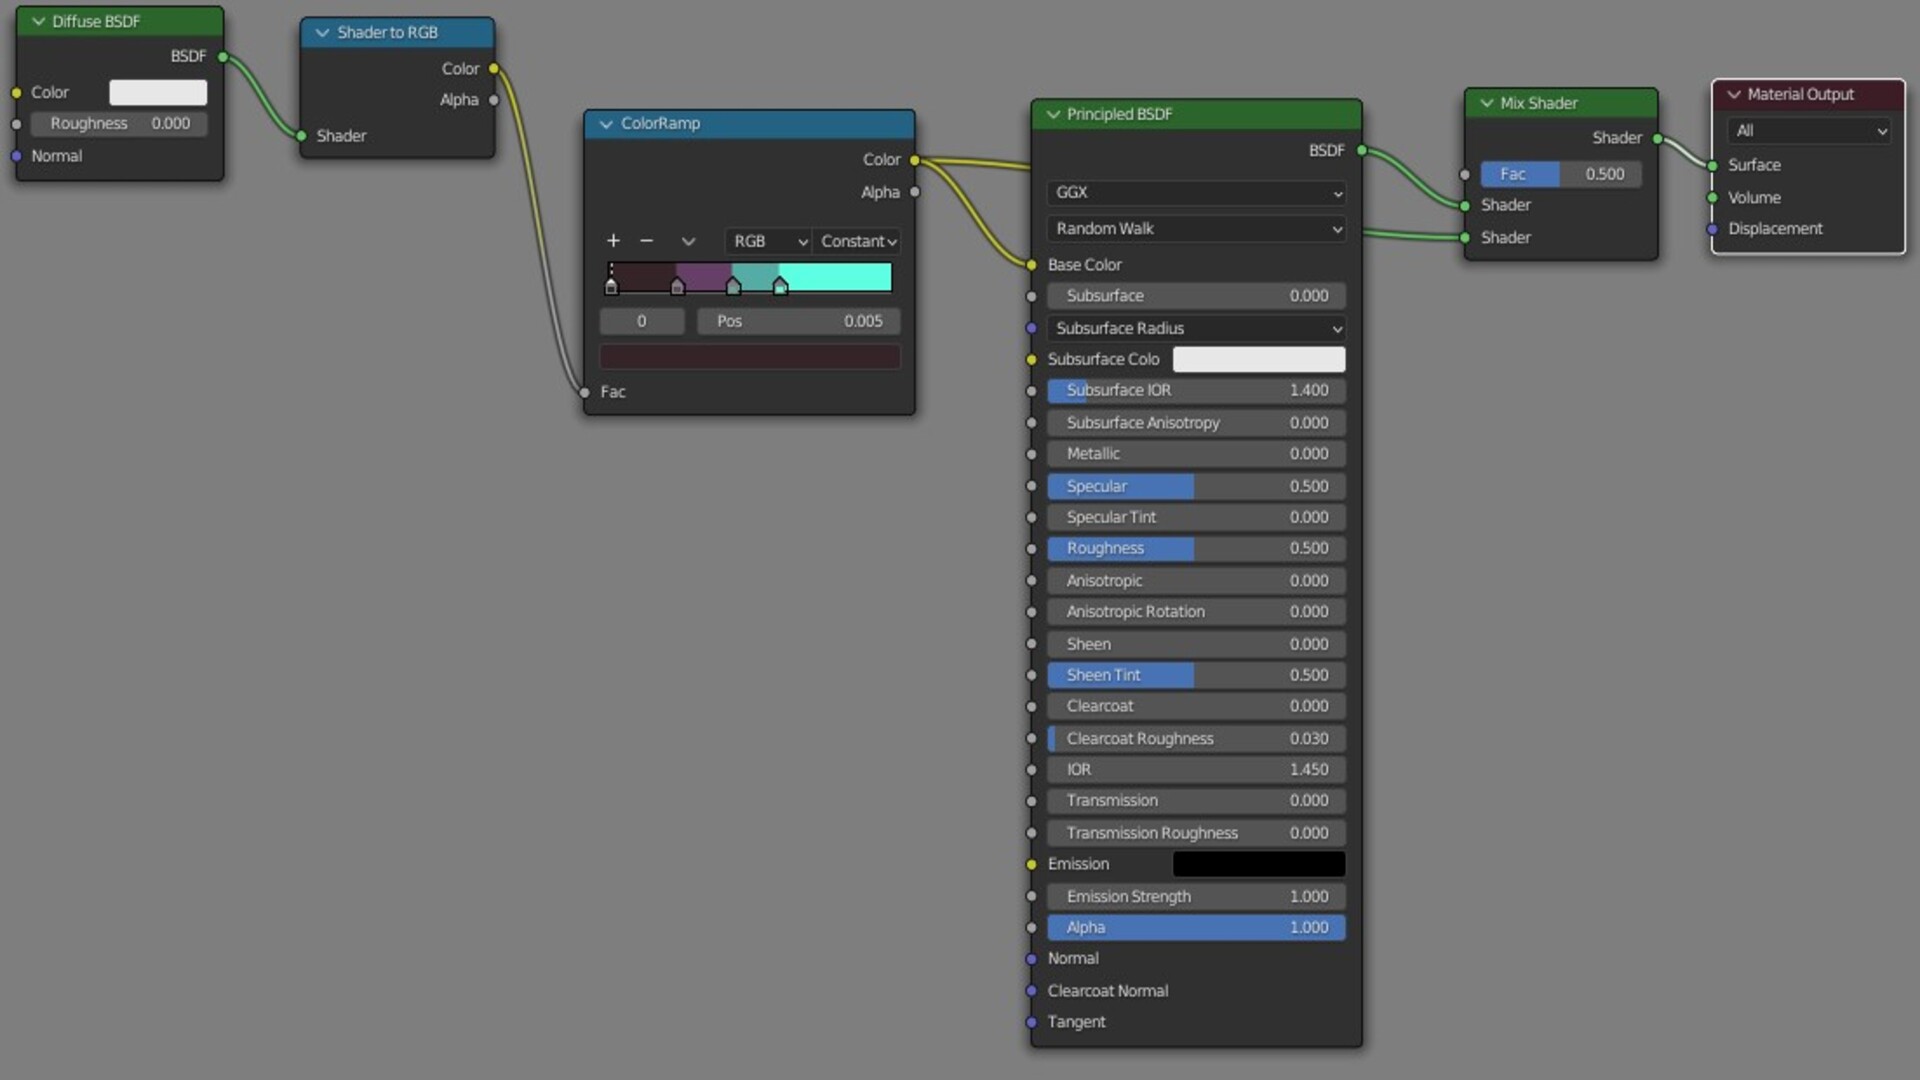 Diffuse BSDF
BSDF
Color
Roughness 0.000
Normal
Shader to RGB
Color
Alpha
Shader
ColorRamp
Color
Alpha
+ − RGB Constant
0 Pos 0.005
Fac
Principled BSDF
BSDF
GGX
Random Walk
Base Color
Subsurface 0.000
Subsurface Radius
Subsurface Colo
Subsurface IOR 1.400
Subsurface Anisotropy 0.000
Metallic 0.000
Specular 0.500
Specular Tint 0.000
Roughness 0.500
Anisotropic 0.000
Anisotropic Rotation 0.000
Sheen 0.000
Sheen Tint 0.500
Clearcoat 0.000
Clearcoat Roughness 0.030
IOR 1.450
Transmission 0.000
Transmission Roughness 0.000
Emission
Emission Strength 1.000
Alpha 1.000
Normal
Clearcoat Normal
Tangent
Mix Shader
Shader
Fac 0.500
Shader
Shader
Material Output
All
Surface
Volume
Displacement